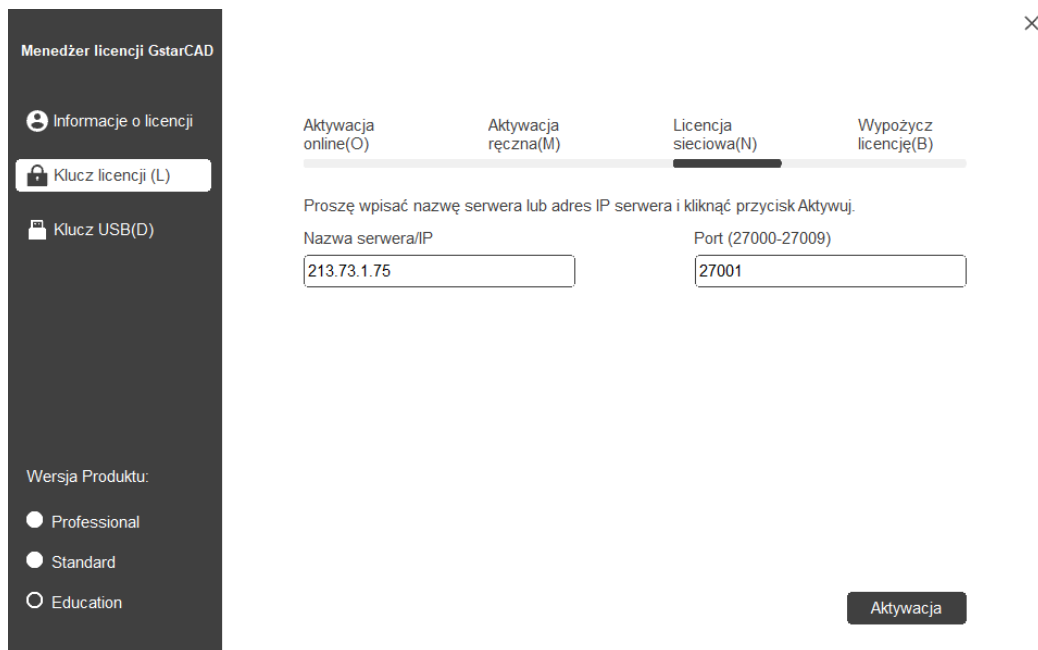 Menedżer licencji GstarCAD
Informacje o licencji
Klucz licencji (L)
Klucz USB(D)
Wersja Produktu:
Professional
Standard
Education
Aktywacja
online(O)
Aktywacja
ręczna(M)
Licencja
sieciowa(N)
Wypożycz
licencję(B)
Proszę wpisać nazwę serwera lub adres IP serwera i kliknąć przycisk Aktywuj.
Nazwa serwera/IP
213.73.1.75
Port (27000-27009)
27001
Aktywacja